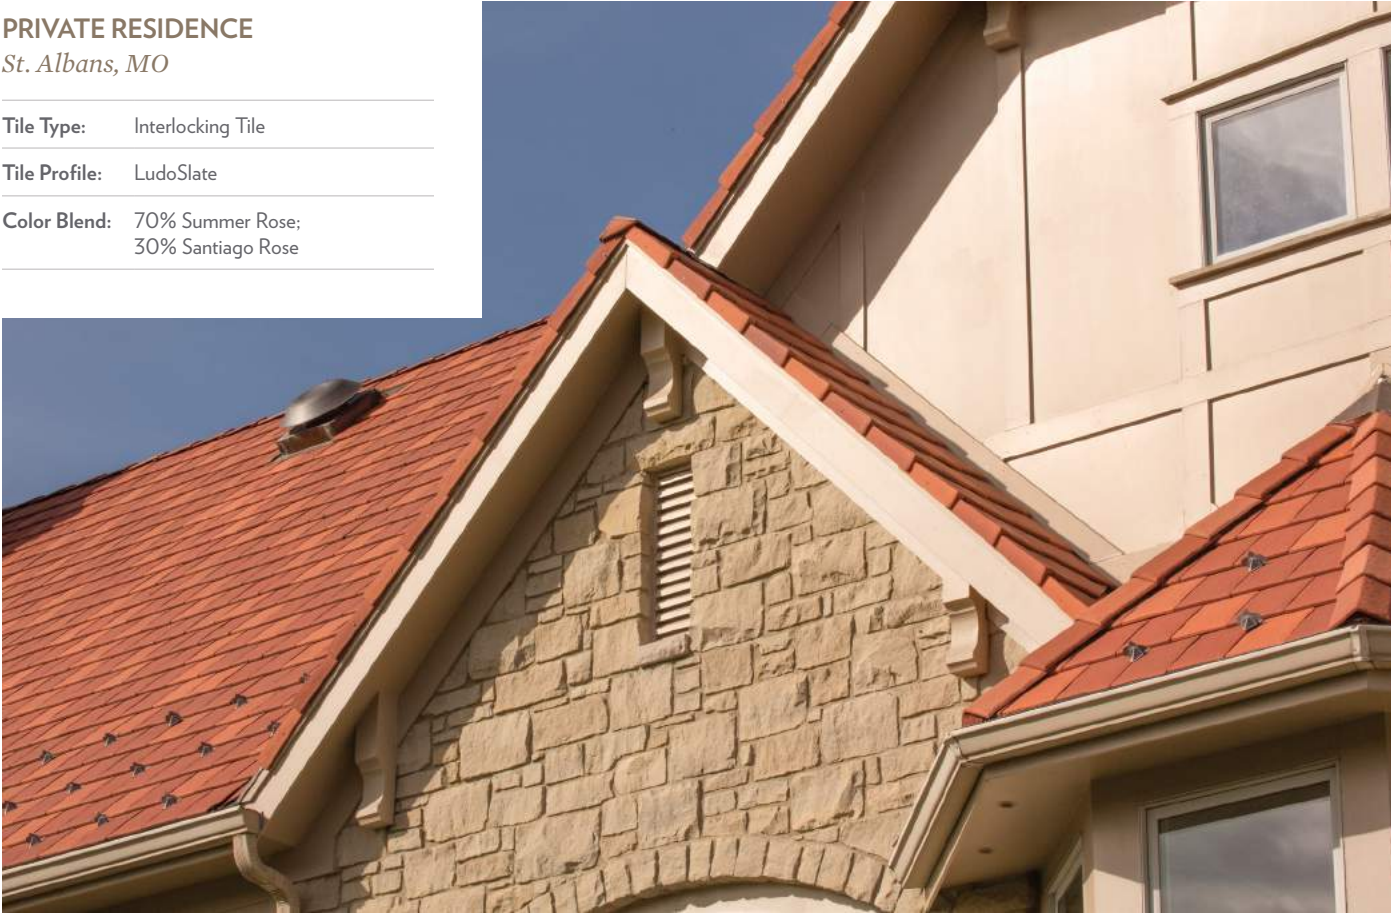 PRIVATE RESIDENCE
St. Albans, MO
Tile Type: Interlocking Tile
Tile Profile: LudoSlate
Color Blend: 70% Summer Rose;
30% Santiago Rose